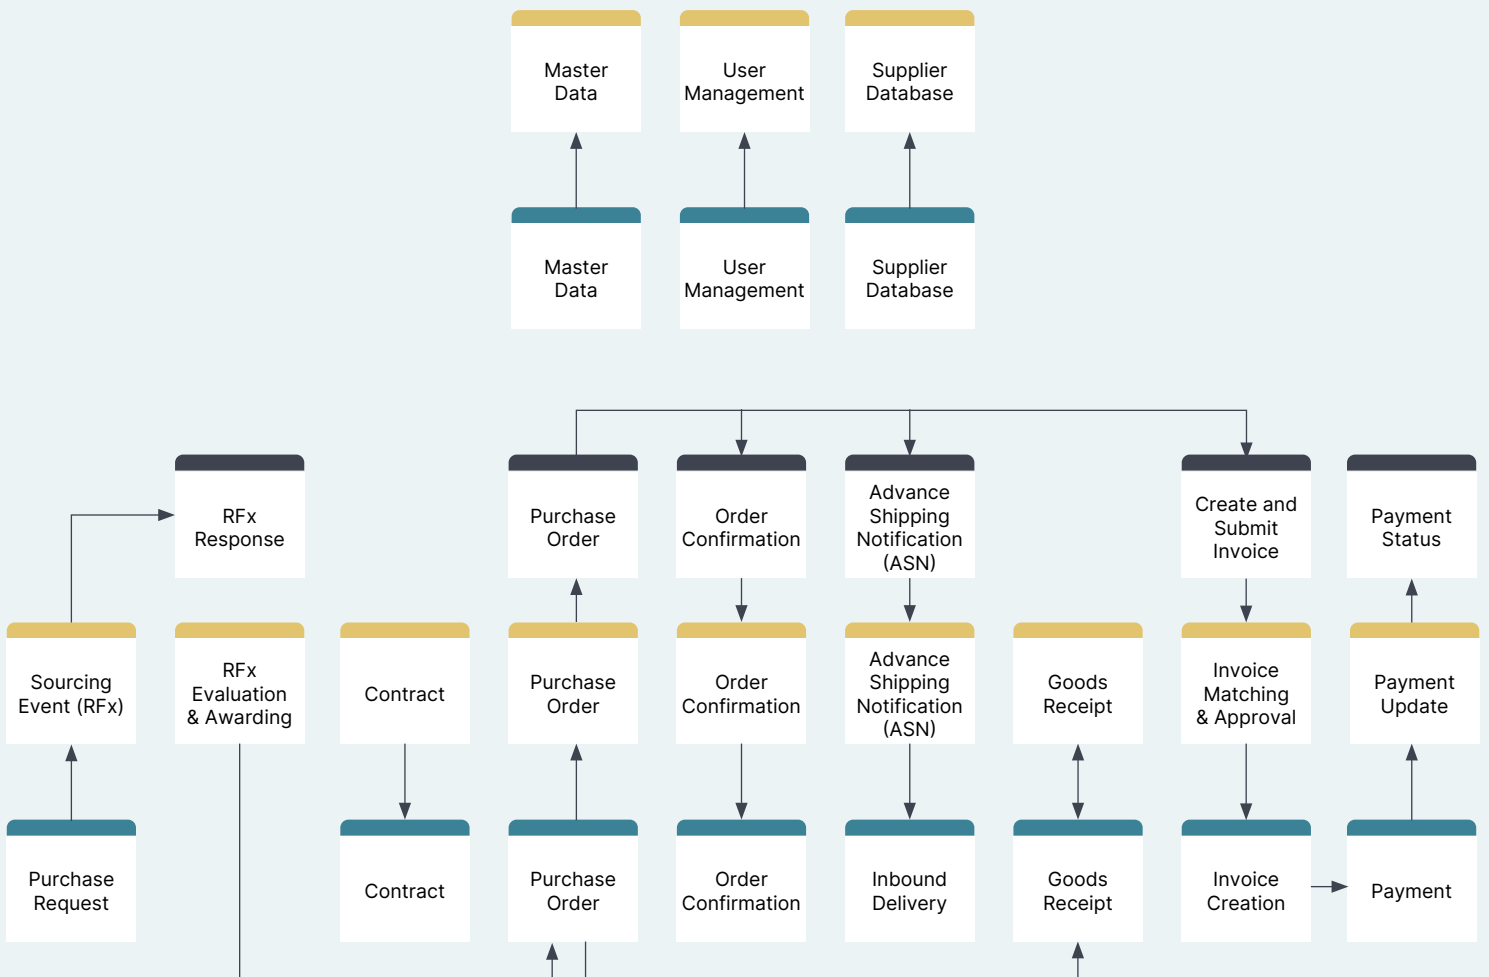 Master
Data
User
Management
Supplier
Database
Master
Data
User
Management
Supplier
Database
RFx
Response
Purchase
Order
Order
Confirmation
Advance
Shipping
Notification
(ASN)
Create and
Submit
Invoice
Payment
Status
Sourcing
Event (RFx)
RFx
Evaluation
& Awarding
Contract
Purchase
Order
Order
Confirmation
Advance
Shipping
Notification
(ASN)
Goods
Receipt
Invoice
Matching
& Approval
Payment
Update
Purchase
Request
Contract
Purchase
Order
Order
Confirmation
Inbound
Delivery
Goods
Receipt
Invoice
Creation
Payment